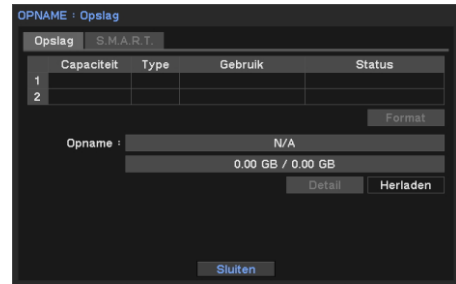 OPNAME : Opslag
Opslag S.M.A.R.T.
Capaciteit Type Gebruik Status
1
2
Format
Opname : N/A
0.00 GB / 0.00 GB
Detail Herladen
Sluiten